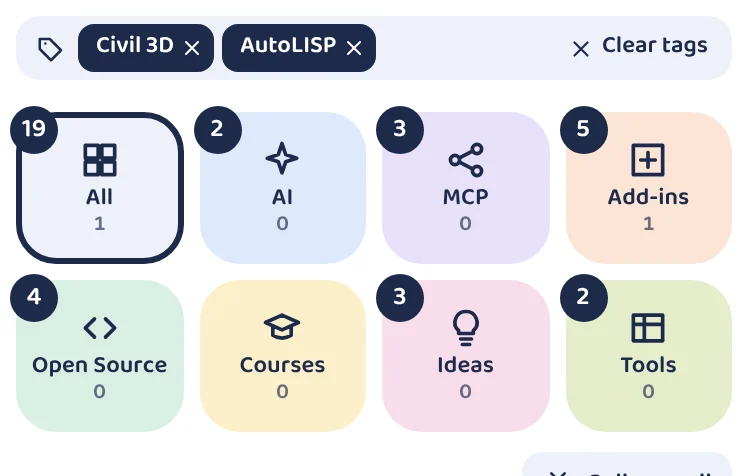 Civil 3D
AutoLISP
Clear tags
19
All
1
2
AI
0
3
MCP
0
5
Add-ins
1
4
Open Source
0
Courses
0
3
Ideas
0
2
Tools
0